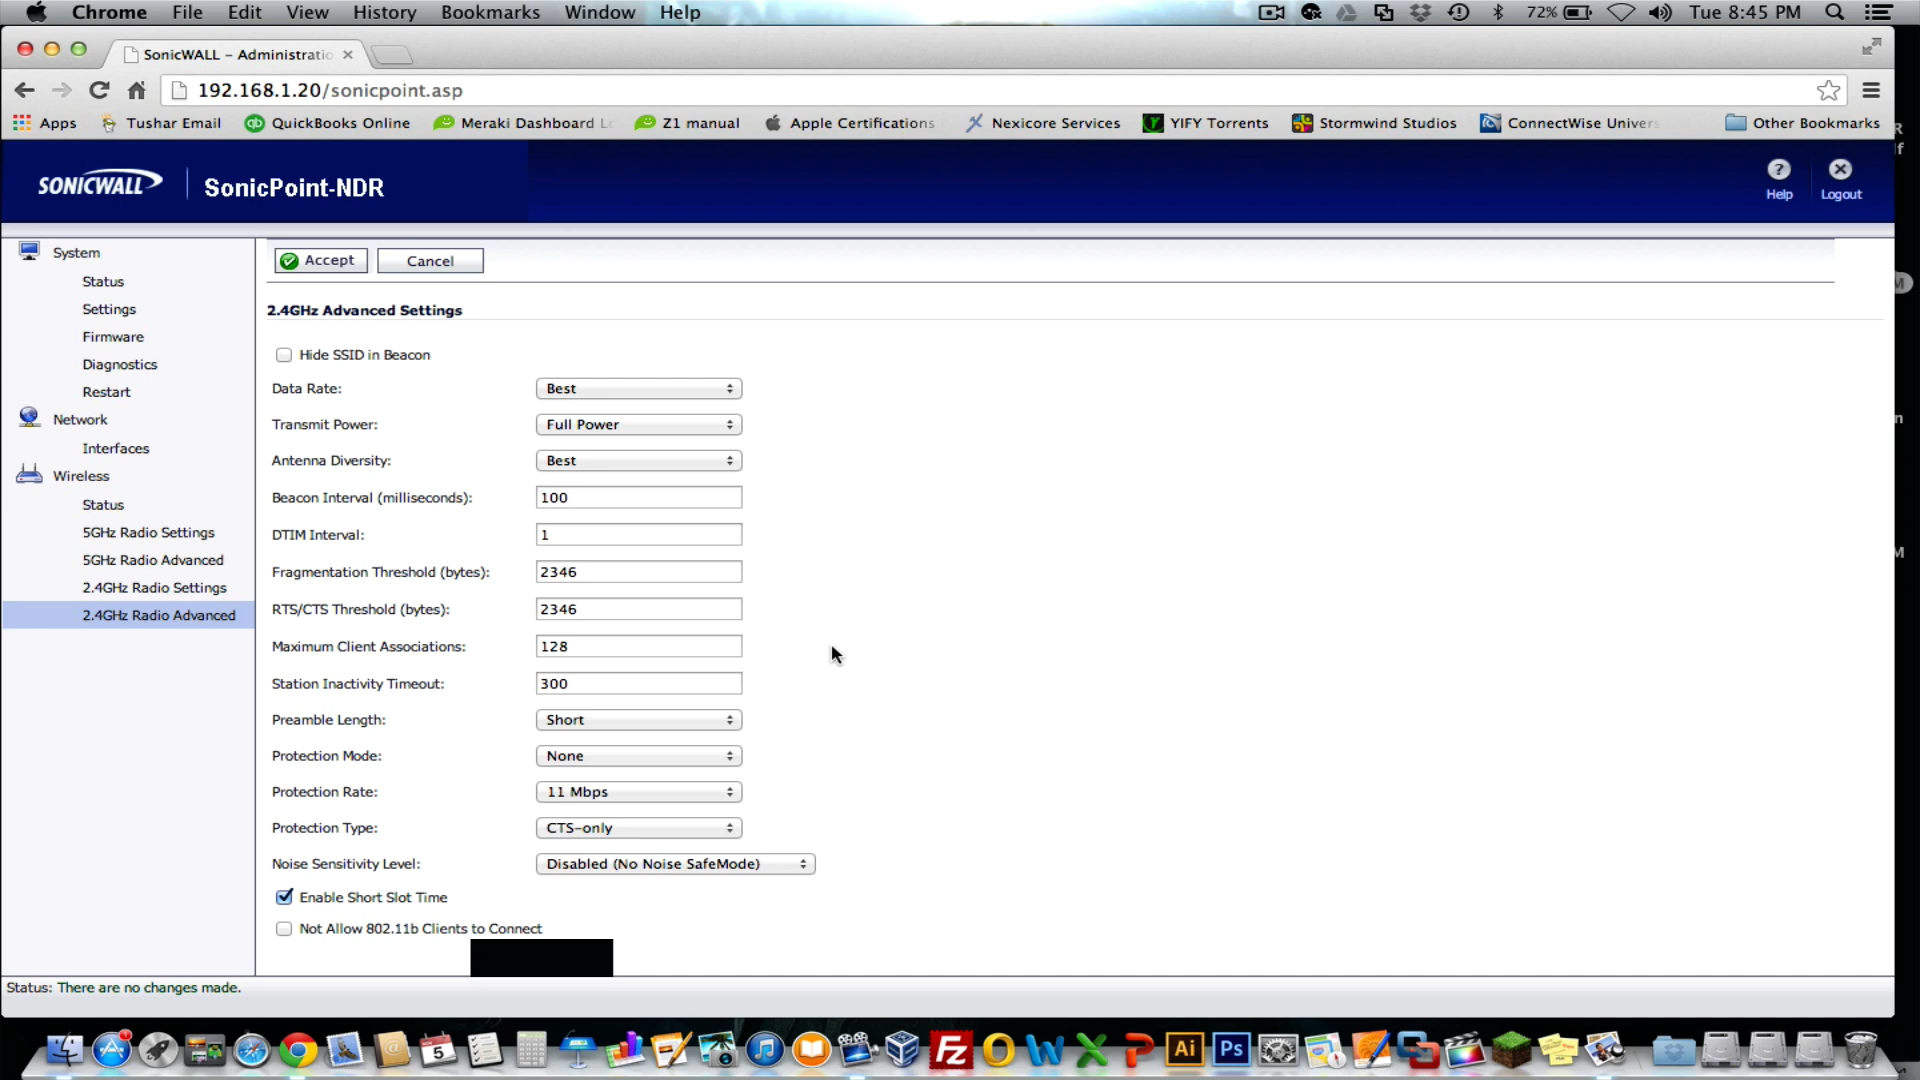 Chrome File Edit View History Bookmarks Window Help 72% Tue 8:45 PM
SonicWALL – Administratio
192.168.1.20/sonicpoint.asp
Apps Tushar Email QuickBooks Online Meraki Dashboard Lo Z1 manual Apple Certifications Nexicore Services YIFY Torrents Stormwind Studios ConnectWise Univers Other Bookmarks
SONICWALL SonicPoint-NDR
Help Logout
System
Status
Settings
Firmware
Diagnostics
Restart
Network
Interfaces
Wireless
Status
5GHz Radio Settings
5GHz Radio Advanced
2.4GHz Radio Settings
2.4GHz Radio Advanced
Accept Cancel
2.4GHz Advanced Settings
Hide SSID in Beacon
Data Rate: Best
Transmit Power: Full Power
Antenna Diversity: Best
Beacon Interval (milliseconds): 100
DTIM Interval: 1
Fragmentation Threshold (bytes): 2346
RTS/CTS Threshold (bytes): 2346
Maximum Client Associations: 128
Station Inactivity Timeout: 300
Preamble Length: Short
Protection Mode: None
Protection Rate: 11 Mbps
Protection Type: CTS-only
Noise Sensitivity Level: Disabled (No Noise SafeMode)
Enable Short Slot Time
Not Allow 802.11b Clients to Connect
Status: There are no changes made.
5 Fz Ai Ps